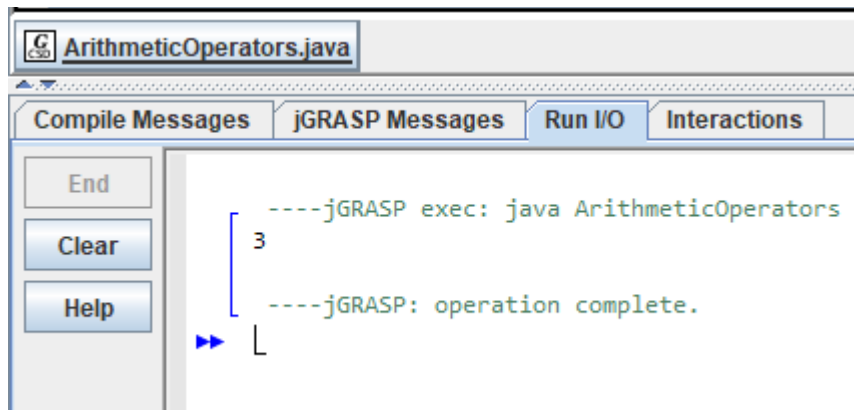 G
CSD
ArithmeticOperators.java
Compile Messages jGRASP Messages Run I/O Interactions
End
Clear
Help
----jGRASP exec: java ArithmeticOperators
3
----jGRASP: operation complete.